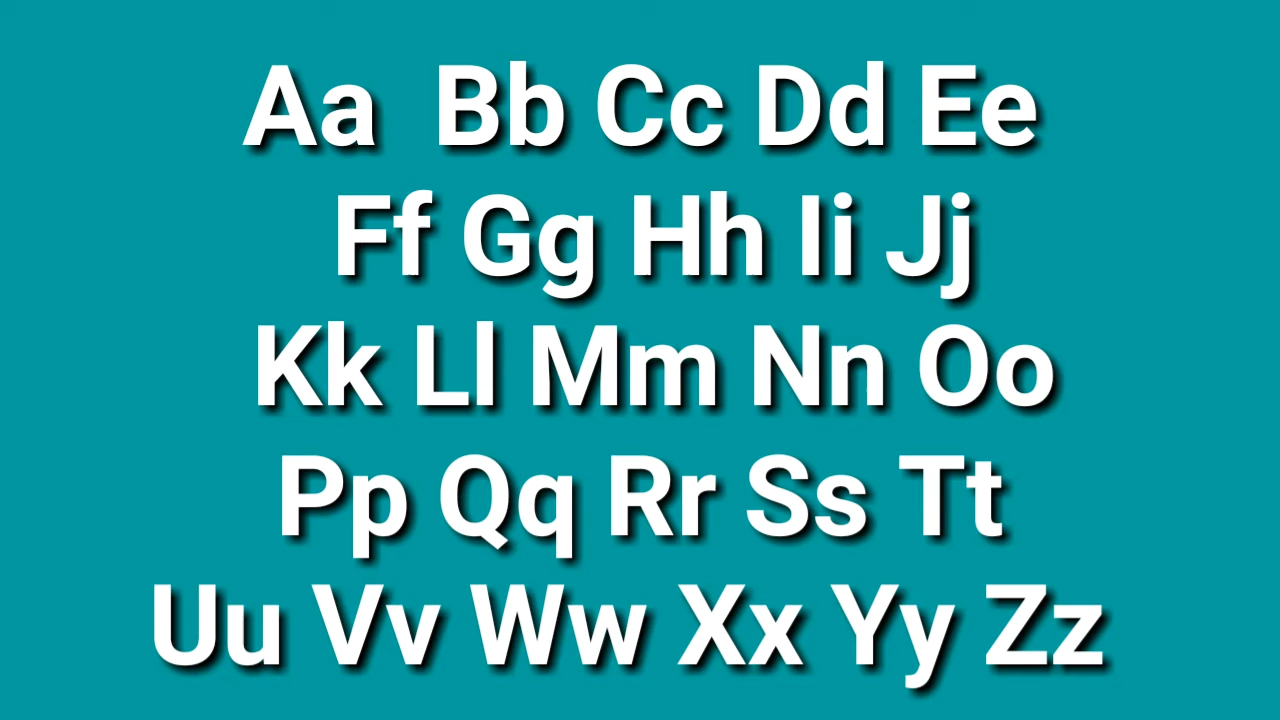 Aa Bb Cc Dd Ee
Ff Gg Hh Ii Jj
Kk Ll Mm Nn Oo
Pp Qq Rr Ss Tt
Uu Vv Ww Xx Yy Zz